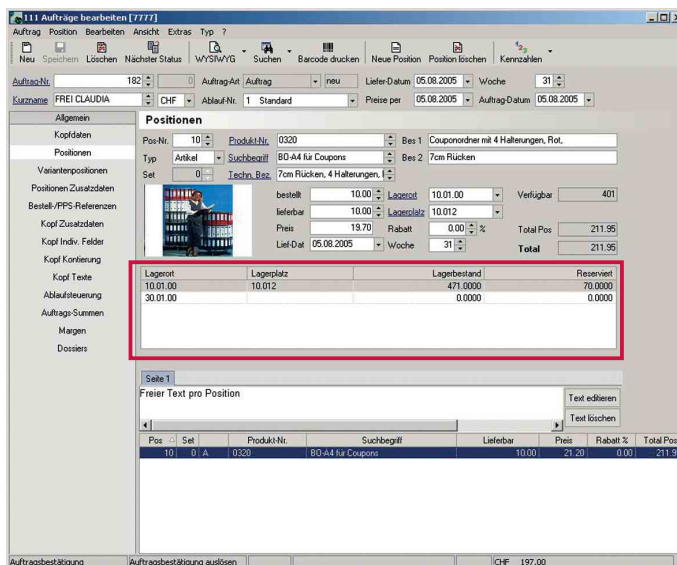 111 Aufträge bearbeiten [7777]
Auftrag Position Bearbeiten Ansicht Extras Typ ?
Neu Speichern Löschen Nächster Status WYSIWYG Suchen Barcode drucken Neue Position Position löschen Kennzahlen
Auftrag-Nr. 182 0 Auftrag-Art Auftrag neu Liefer-Datum 05.08.2005 Woche 31
Kurzname FREI CLAUDIA CHF Ablauf-Nr. 1 Standard Preise per 05.08.2005 Auftrag-Datum 05.08.2005
Allgemein
Kopfdaten
Positionen
Variantenpositionen
Positionen Zusatzdaten
Bestell-/PPS-Referenzen
Kopf Zusatzdaten
Kopf Indiv. Felder
Kopf Kontierung
Kopf Texte
Ablaufsteuerung
Auftrags-Summen
Margen
Dossiers
Positionen
Pos-Nr. 10 Produkt-Nr. 0320 Bes 1 Couponordner mit 4 Halterungen, Rot,
Typ Artikel Suchbegriff BO-A4 für Coupons Bes 2 7cm Rücken
Set 0 Techn. Bez. 7cm Rücken, 4 Halterungen,
bestellt 10.00 Lagerort 10.01.00 Verfügbar 401
lieferbar 10.00 Lagerplatz 10.012
Preis 19.70 Rabatt 0.00 % Total Pos 211.95
Lief-Dat 05.08.2005 Woche 31 Total 211.95
Lagerort Lagerplatz Lagerbestand Reserviert
10.01.00 10.012 471.0000 70.0000
30.01.00 0.0000 0.0000
Seite 1
Freier Text pro Position
Text editieren
Text löschen
Pos Set Produkt-Nr. Suchbegriff Lieferbar Preis Rabatt % Total Pos
10 0 A 0320 BO-A4 für Coupons 10.00 21.20 0.00 211.9
Auftragsbestätigung Auftragsbestätigung auslösen CHF 197.00